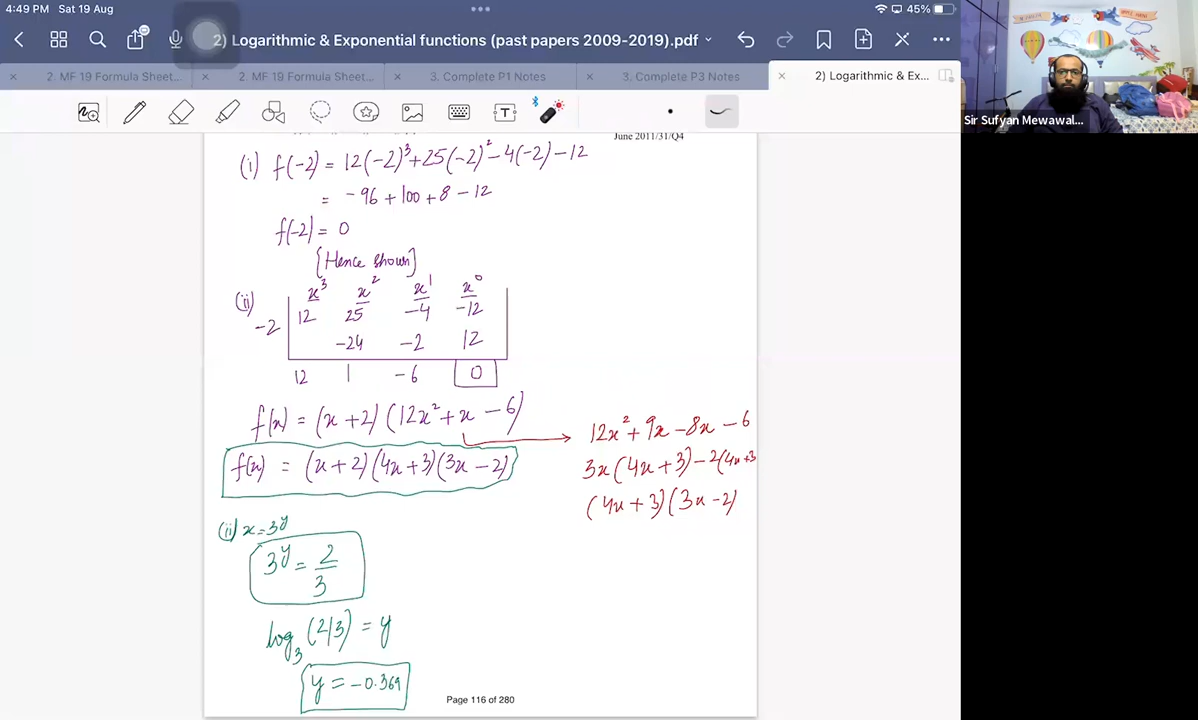 4:49 PM Sat 19 Aug
45%
2) Logarithmic & Exponential functions (past papers 2009-2019).pdf
2. MF 19 Formula Sheet...
2. MF 19 Formula Sheet...
3. Complete P1 Notes
3. Complete P3 Notes
2) Logarithmic & Ex...
Sir Sufyan Mewawal...
June 2011/31/Q4
(i) f(-2) = 12(-2)³+25(-2)²-4(-2)-12
= -96+100+8-12
f(-2) = 0
[Hence shown]
(ii) x³ x² x¹ x⁰
-2 12 25 -4 -12
-24 -2 12
12 1 -6 0
f(x) = (x+2)(12x²+x-6)
12x²+9x-8x-6
f(x) = (x+2)(4x+3)(3x-2)
3x(4x+3)-2(4x+3
(4x+3)(3x-2)
(ii) x=3^y
3^y = 2/3
log₃(2/3) = y
y = -0.369
Page 116 of 280